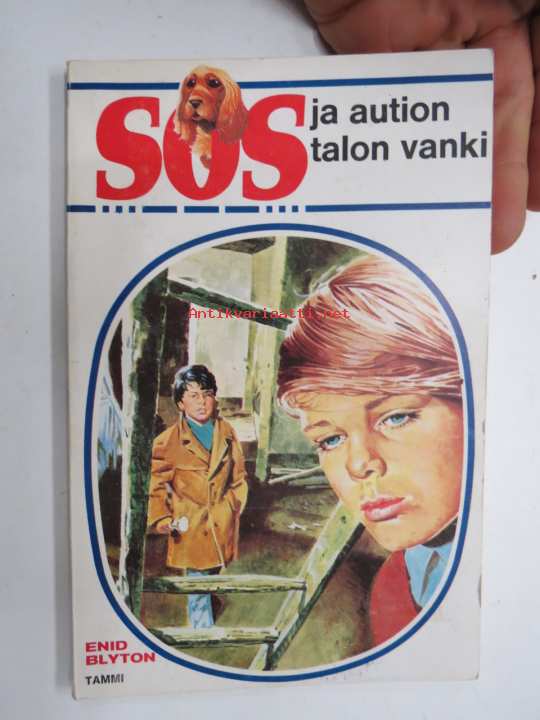 SOS
ja aution
talon vanki
Antikvariaatti.net
ENID
BLYTON
TAMMI